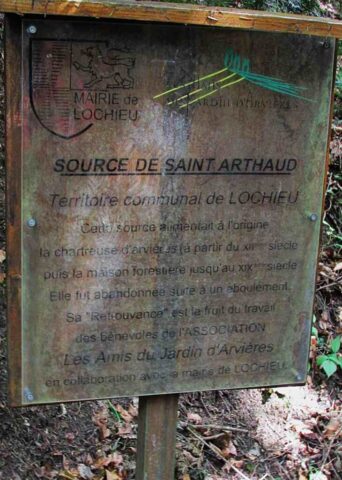 MAIRIE de
LOCHIEU
SOURCE DE SAINT ARTHAUD
Territoire communal de LOCHIEU
Cette source alimentait à l'origine
la chartreuse d'arvières (à partir du XII siècle
puis la maison forestière jusqu'au XIXème siècle
Elle fut abandonnée suite à un éboulement
Sa "Retrouvance" est le fruit du travail
des bénévoles de l'ASSOCIATION
Les Amis du Jardin d'Arvières
en collaboration avec la mairie de LOCHIEU